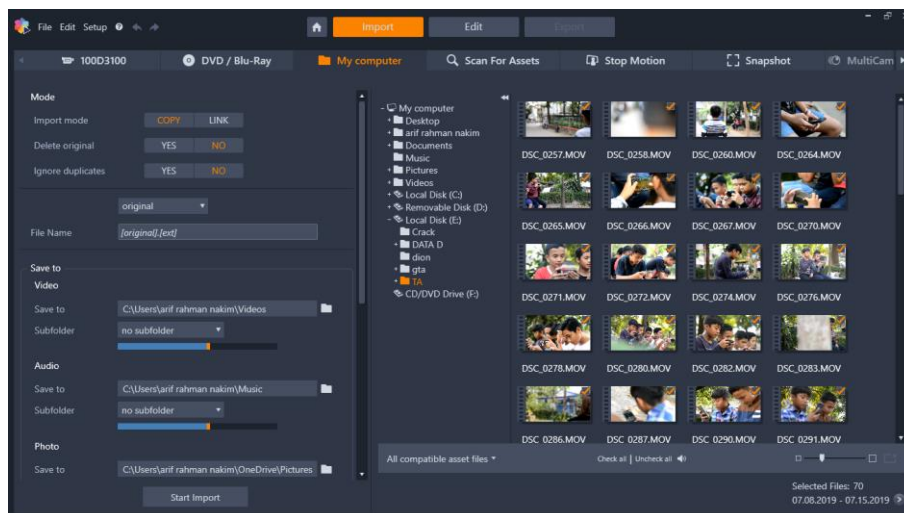 File Edit Setup
Import
Edit
Export
100D3100
DVD / Blu-Ray
My computer
Scan For Assets
Stop Motion
Snapshot
MultiCam
Mode
Import mode COPY LINK
Delete original YES NO
Ignore duplicates YES NO
original
File Name [original].[ext]
Save to
Video
Save to C:\Users\arif rahman nakim\Videos
Subfolder no subfolder
Audio
Save to C:\Users\arif rahman nakim\Music
Subfolder no subfolder
Photo
Save to C:\Users\arif rahman nakim\OneDrive\Pictures
Start Import
My computer
Desktop
arif rahman nakim
Documents
Music
Pictures
Videos
Local Disk (C:)
Removable Disk (D:)
Local Disk (E:)
Crack
DATA D
dion
gta
TA
CD/DVD Drive (F:)
DSC_0257.MOV DSC_0258.MOV DSC_0260.MOV DSC_0264.MOV
DSC_0265.MOV DSC_0266.MOV DSC_0267.MOV DSC_0270.MOV
DSC_0271.MOV DSC_0272.MOV DSC_0274.MOV DSC_0276.MOV
DSC_0278.MOV DSC_0280.MOV DSC_0282.MOV DSC_0283.MOV
DSC_0286.MOV DSC_0287.MOV DSC_0290.MOV DSC_0291.MOV
All compatible asset files
Check all | Uncheck all
Selected Files: 70
07.08.2019 - 07.15.2019